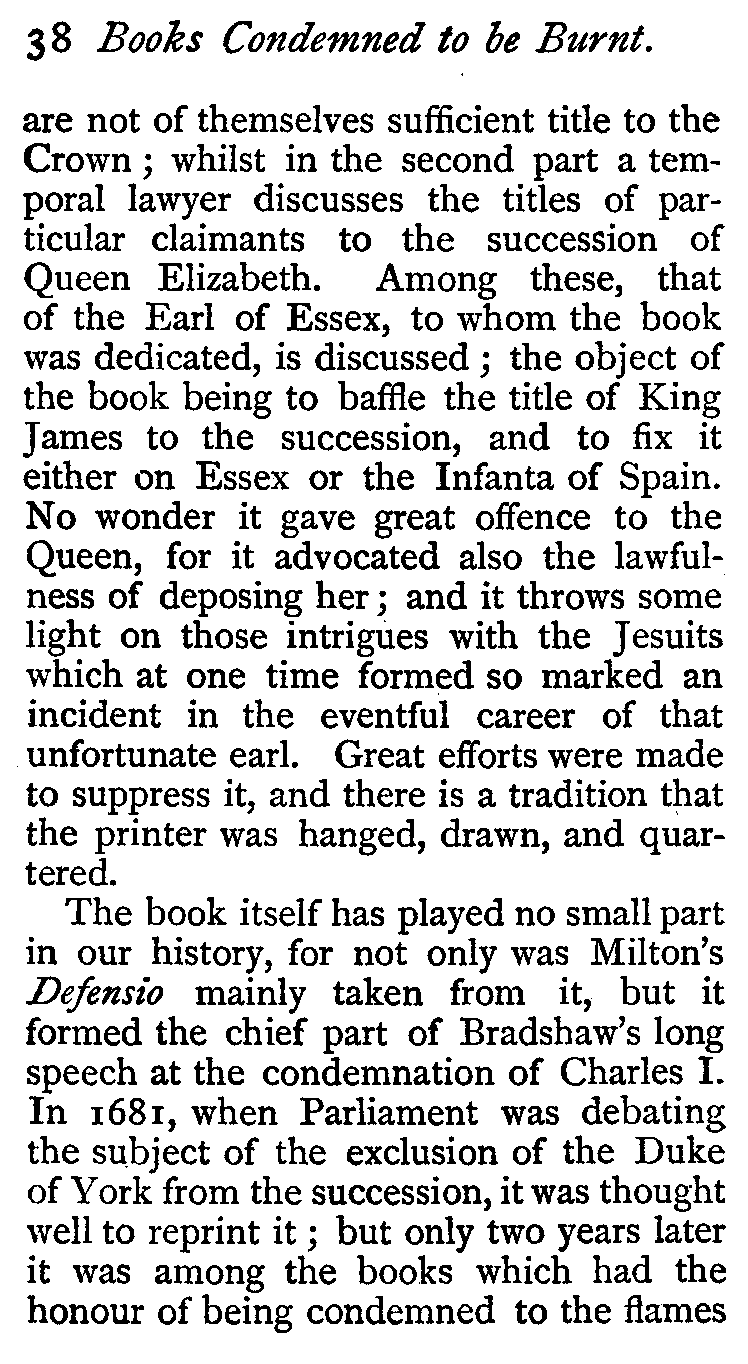 38 Books Condemned to be Burnt.
are not of themselves sufficient title to the
Crown ; whilst in the second part a tem-
poral lawyer discusses the titles of par-
ticular claimants to the succession of
Queen Elizabeth. Among these, that
of the Earl of Essex, to whom the book
was dedicated, is discussed ; the object of
the book being to baffle the title of King
James to the succession, and to fix it
either on Essex or the Infanta of Spain.
No wonder it gave great offence to the
Queen, for it advocated also the lawful-
ness of deposing her ; and it throws some
light on those intrigues with the Jesuits
which at one time formed so marked an
incident in the eventful career of that
unfortunate earl. Great efforts were made
to suppress it, and there is a tradition that
the printer was hanged, drawn, and quar-
tered.
The book itself has played no small part
in our history, for not only was Milton's
Defensio mainly taken from it, but it
formed the chief part of Bradshaw's long
speech at the condemnation of Charles I.
In 1681, when Parliament was debating
the subject of the exclusion of the Duke
of York from the succession, it was thought
well to reprint it ; but only two years later
it was among the books which had the
honour of being condemned to the flames